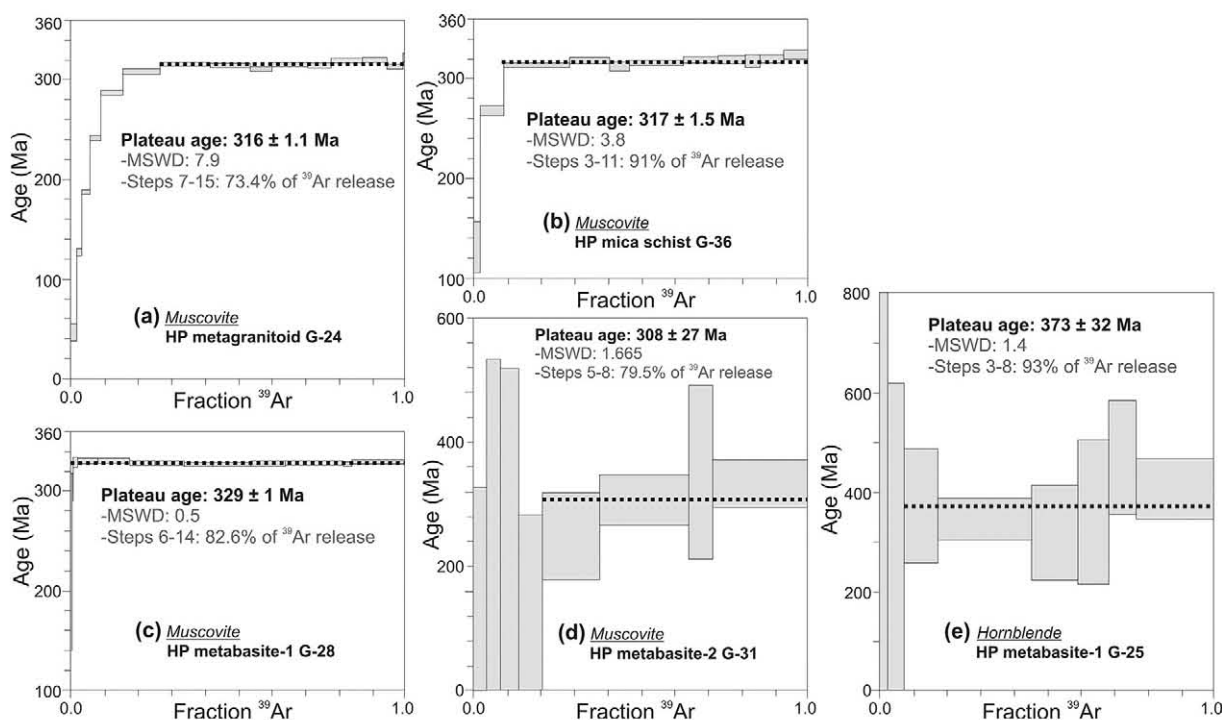 360
300
200
100
0
Age (Ma)
Plateau age: 316 ± 1.1 Ma
-MSWD: 7.9
-Steps 7-15: 73.4% of ³⁹Ar release
(a) Muscovite
HP metagranitoid G-24
0.0
1.0
Fraction ³⁹Ar
360
300
200
100
Age (Ma)
Plateau age: 317 ± 1.5 Ma
-MSWD: 3.8
-Steps 3-11: 91% of ³⁹Ar release
(b) Muscovite
HP mica schist G-36
0.0
1.0
Fraction ³⁹Ar
360
300
200
100
Age (Ma)
Plateau age: 329 ± 1 Ma
-MSWD: 0.5
-Steps 6-14: 82.6% of ³⁹Ar release
(c) Muscovite
HP metabasite-1 G-28
0.0
1.0
Fraction ³⁹Ar
600
400
200
0
Age (Ma)
Plateau age: 308 ± 27 Ma
-MSWD: 1.665
-Steps 5-8: 79.5% of ³⁹Ar release
(d) Muscovite
HP metabasite-2 G-31
0.0
1.0
Fraction ³⁹Ar
800
600
400
200
0
Age (Ma)
Plateau age: 373 ± 32 Ma
-MSWD: 1.4
-Steps 3-8: 93% of ³⁹Ar release
(e) Hornblende
HP metabasite-1 G-25
0.0
1.0
Fraction ³⁹Ar